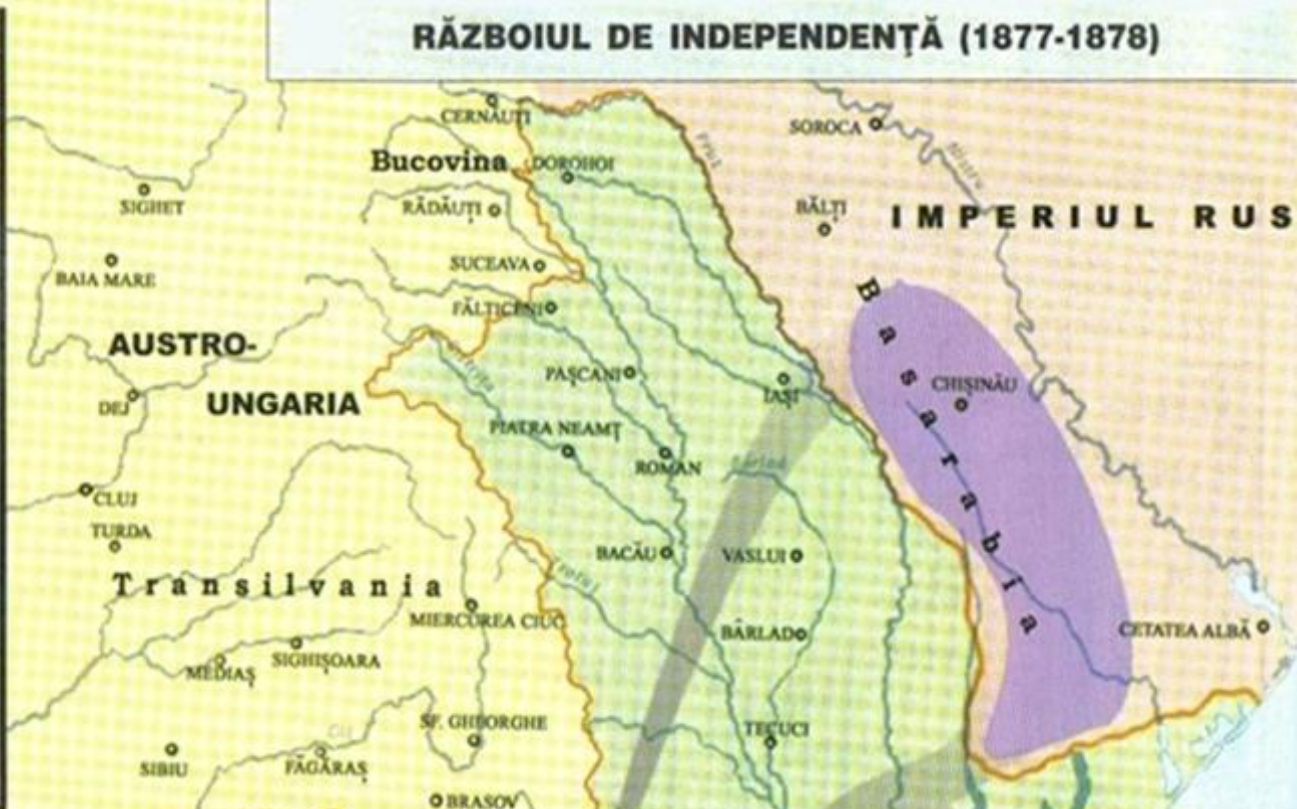 RĂZBOIUL DE INDEPENDENȚĂ (1877-1878)
CERNĂUȚI
SOROCA
Prut
Nistru
Bucovina
DOROHOI
SIGHET
RĂDĂUȚI
BĂLȚI
IMPERIUL RUS
SUCEAVA
BAIA MARE
Basarabia
FĂLTICENI
AUSTRO-
UNGARIA
PAȘCANI
IAȘI
CHIȘINĂU
DEJ
PIATRA NEAMȚ
ROMAN
Bârlad
CLUJ
TURDA
BACĂU
VASLUI
Transilvania
MIERCUREA CIUC
BÂRLAD
CETATEA ALBĂ
SIGHIȘOARA
MEDIAȘ
SF. GHEORGHE
TECUCI
SIBIU
FĂGĂRAȘ
BRAȘOV